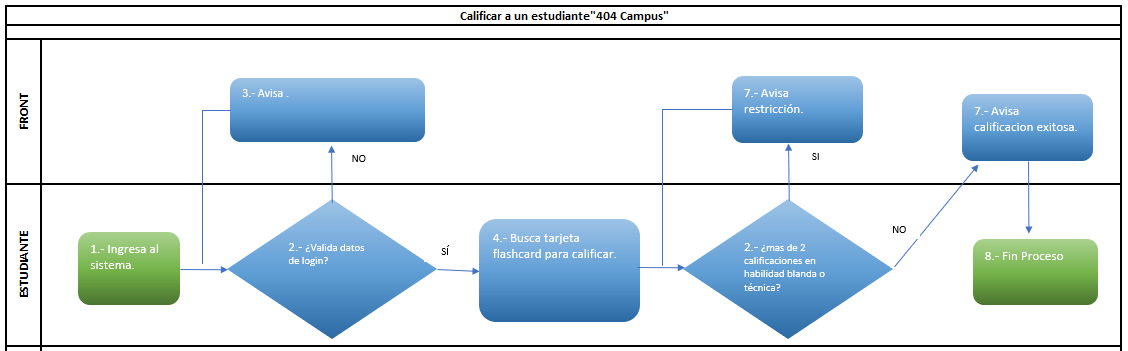 Calificar a un estudiante"404 Campus"
FRONT
3.- Avisa .
7.- Avisa
restricción.
7.- Avisa
calificacion exitosa.
NO
SI
ESTUDIANTE
1.- Ingresa al
sistema.
2.- ¿Valida datos
de login?
SÍ
4.- Busca tarjeta
flashcard para calificar.
2.- ¿mas de 2
calificaciones en
habilidad blanda o
técnica?
NO
8.- Fin Proceso